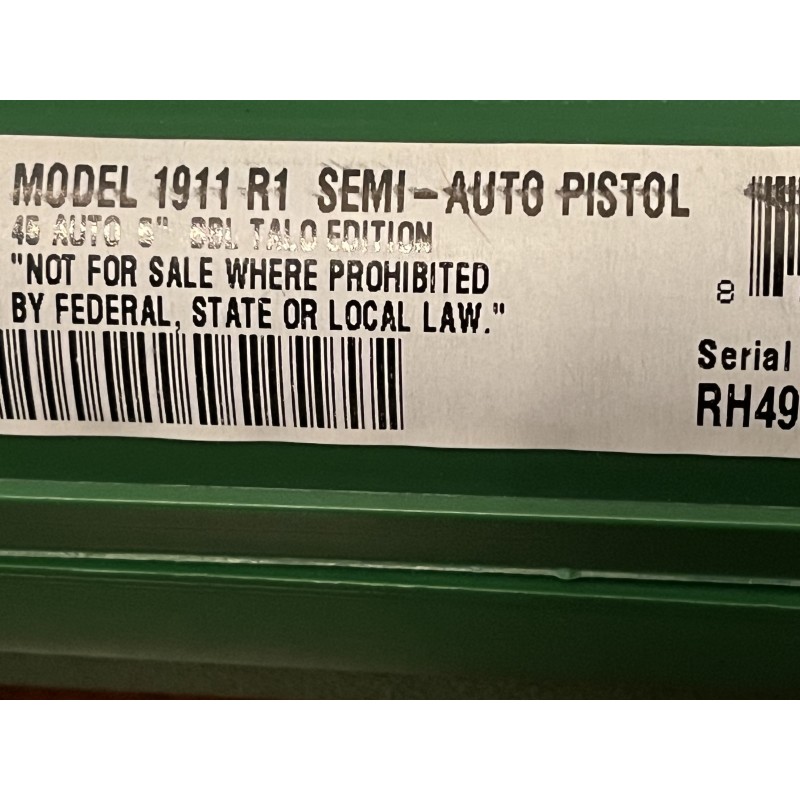 MODEL 1911 R1 SEMI-AUTO PISTOL
45 AUTO 5" BBL TALO EDITION
"NOT FOR SALE WHERE PROHIBITED
BY FEDERAL, STATE OR LOCAL LAW."
8
Serial
RH49